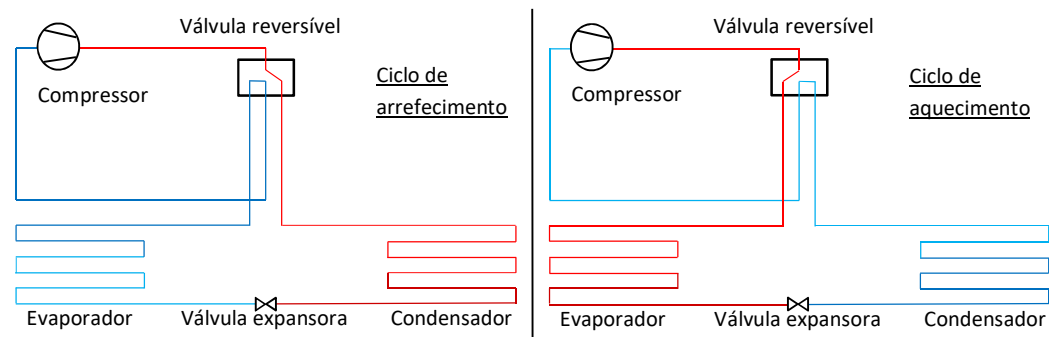 Válvula reversível
Compressor
Ciclo de
arrefecimento
Evaporador
Válvula expansora
Condensador
Válvula reversível
Compressor
Ciclo de
aquecimento
Evaporador
Válvula expansora
Condensador